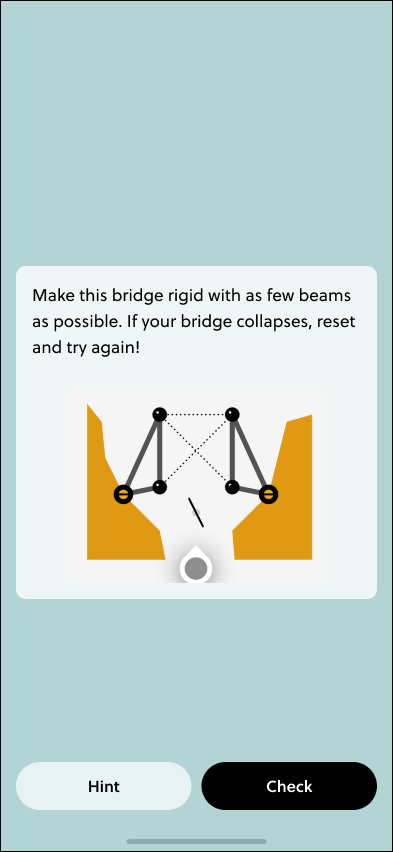 Make this bridge rigid with as few beams
as possible. If your bridge collapses, reset
and try again!
Hint
Check